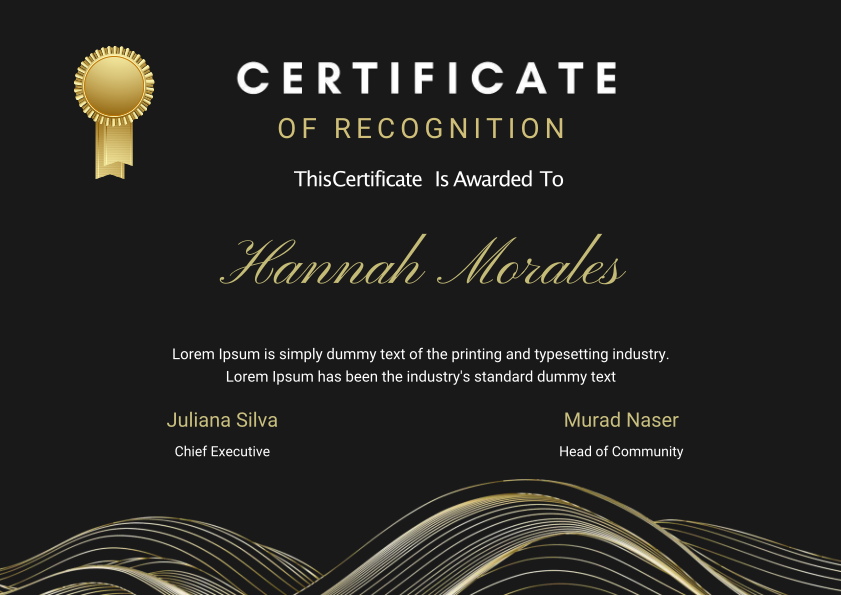 CERTIFICATE
OF RECOGNITION
ThisCertificate Is Awarded To
Hannah Morales
Lorem Ipsum is simply dummy text of the printing and typesetting industry.
Lorem Ipsum has been the industry's standard dummy text
Juliana Silva
Murad Naser
Chief Executive
Head of Community